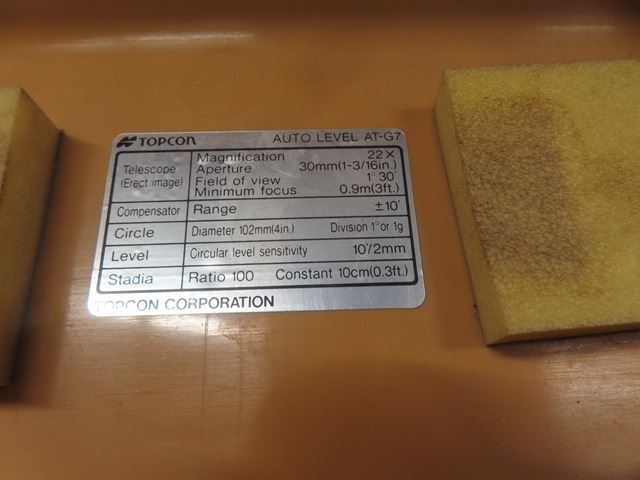 TOPCON AUTO LEVEL AT-G7
Telescope (Erect image)
Magnification 22×
Aperture 30mm(1-3/16in.)
Field of view 1°30'
Minimum focus 0.9m(3ft.)
Compensator Range ±10'
Circle Diameter 102mm(4in.) Division 1° or 1g
Level Circular level sensitivity 10'/2mm
Stadia Ratio 100 Constant 10cm(0.3ft.)
TOPCON CORPORATION